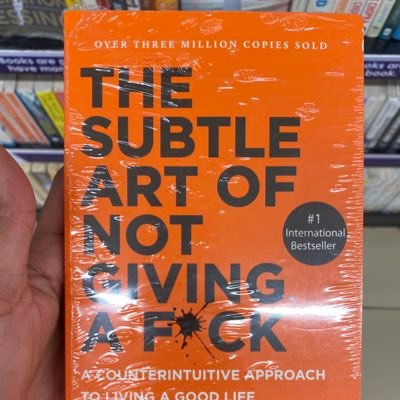 OVER THREE MILLION COPIES SOLD
THE
SUBTLE
ART OF
NOT
GIVING
A F CK
#1
International
Bestseller
A COUNTERINTUITIVE APPROACH
TO LIVING A GOOD LIFE